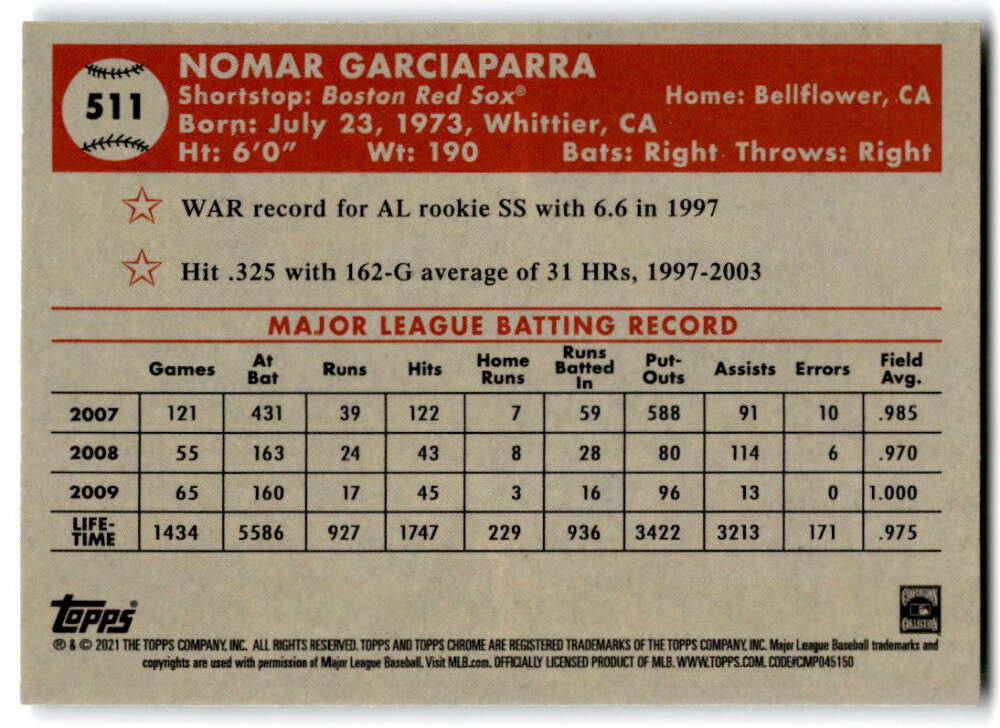 511
NOMAR GARCIAPARRA
Shortstop: Boston Red Sox® Home: Bellflower, CA
Born: July 23, 1973, Whittier, CA
Ht: 6'0" Wt: 190 Bats: Right Throws: Right
WAR record for AL rookie SS with 6.6 in 1997
Hit .325 with 162-G average of 31 HRs, 1997-2003
MAJOR LEAGUE BATTING RECORD
Games At Bat Runs Hits Home Runs Runs Batted In Put-Outs Assists Errors Field Avg.
2007 121 431 39 122 7 59 588 91 10 .985
2008 55 163 24 43 8 28 80 114 6 .970
2009 65 160 17 45 3 16 96 13 0 1.000
LIFE-TIME 1434 5586 927 1747 229 936 3422 3213 171 .975
Topps®
® & © 2021 THE TOPPS COMPANY, INC. ALL RIGHTS RESERVED. TOPPS AND TOPPS CHROME ARE REGISTERED TRADEMARKS OF THE TOPPS COMPANY, INC. Major League Baseball trademarks and
copyrights are used with permission of Major League Baseball. Visit MLB.com. OFFICIALLY LICENSED PRODUCT OF MLB. WWW.TOPPS.COM. CODE#CMP045150
COOPERSTOWN
COLLECTION